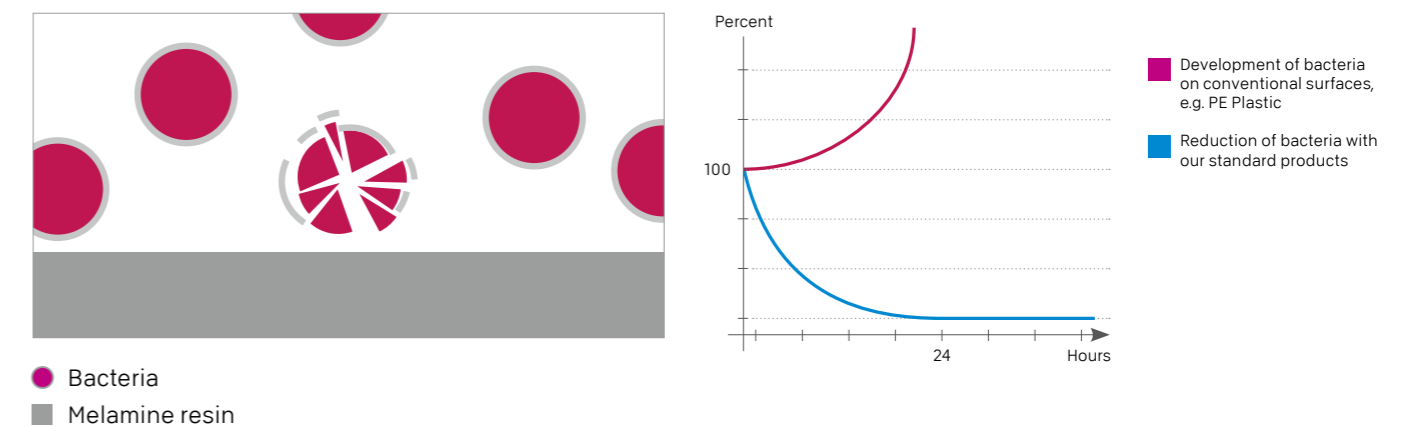 Bacteria
Melamine resin
Percent
100
24
Hours
Development of bacteria
on conventional surfaces,
e.g. PE Plastic
Reduction of bacteria with
our standard products